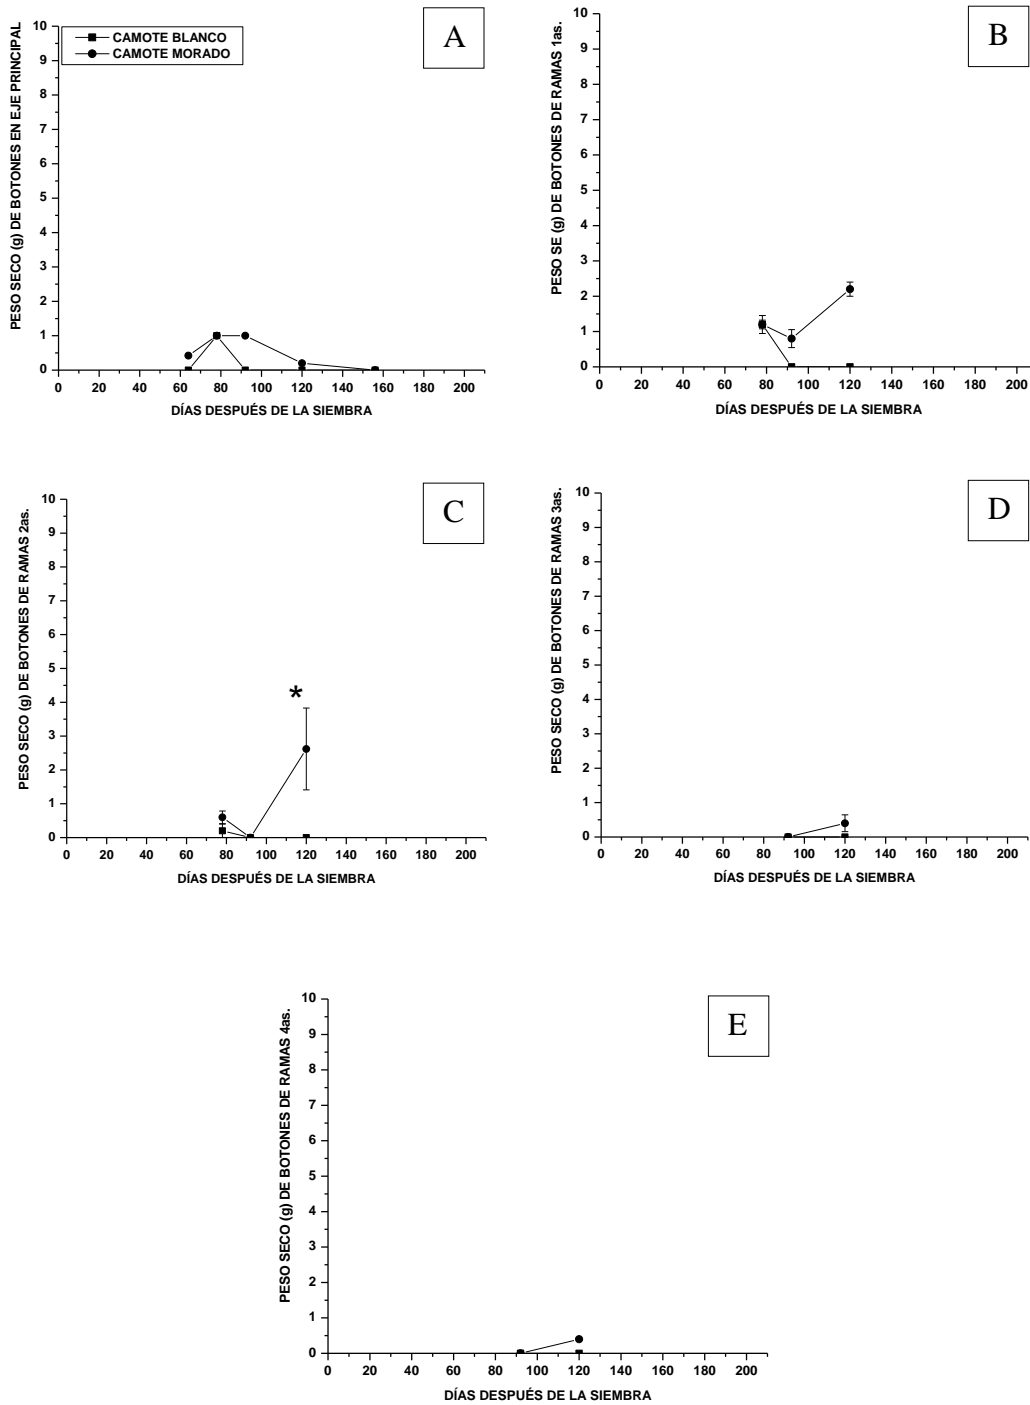 PESO SECO (g) DE BOTONES EN EJE PRINCIPAL
10
9
8
7
6
5
4
3
2
1
0
CAMOTE BLANCO
CAMOTE MORADO
A
0 20 40 60 80 100 120 140 160 180 200
DÍAS DESPUÉS DE LA SIEMBRA
PESO SE (g) DE BOTONES DE RAMAS 1as.
10
9
8
7
6
5
4
3
2
1
0
B
0 20 40 60 80 100 120 140 160 180 200
DÍAS DESPUÉS DE LA SIEMBRA
PESO SECO (g) DE BOTONES DE RAMAS 2as.
10
9
8
7
6
5
4
3
2
1
0
C
*
0 20 40 60 80 100 120 140 160 180 200
DÍAS DESPUÉS DE LA SIEMBRA
PESO SECO (g) DE BOTONES DE RAMAS 3as.
10
9
8
7
6
5
4
3
2
1
0
D
0 20 40 60 80 100 120 140 160 180 200
DÍAS DESPUÉS DE LA SIEMBRA
PESO SECO (g) DE BOTONES DE RAMAS 4as.
10
9
8
7
6
5
4
3
2
1
0
E
0 20 40 60 80 100 120 140 160 180 200
DÍAS DESPUÉS DE LA SIEMBRA